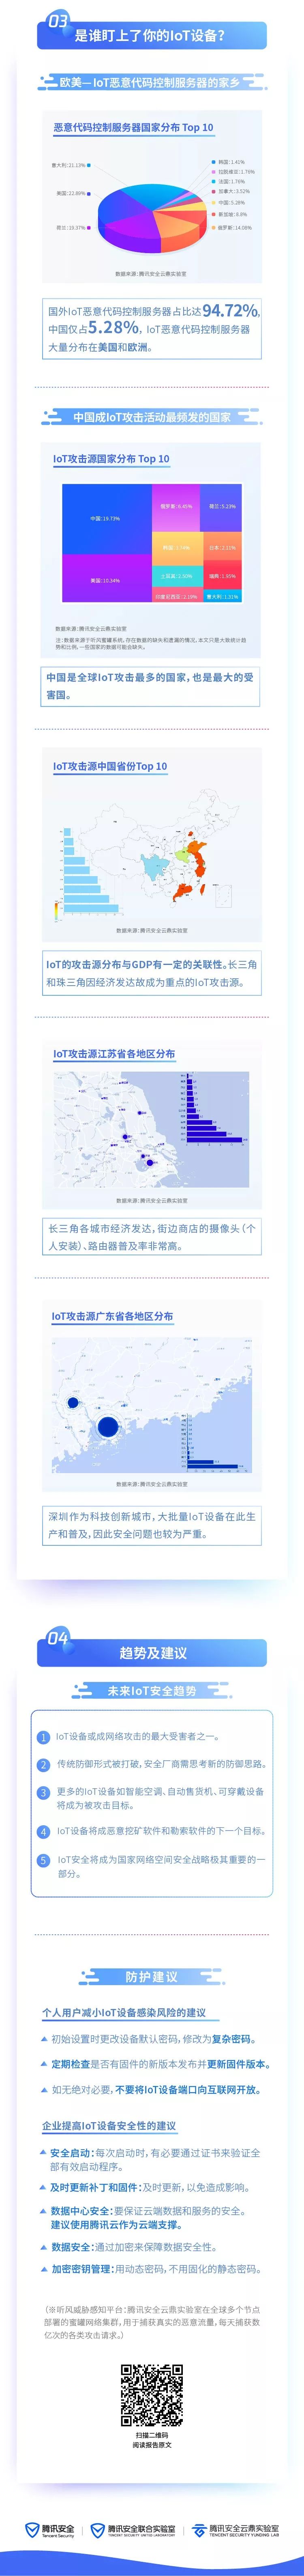 03
是谁盯上了你的IoT设备?
欧美—IoT恶意代码控制服务器的家乡
恶意代码控制服务器国家分布 Top 10
意大利:21.13%
美国:22.89%
荷兰:19.37%
韩国:1.41%
拉脱维亚:1.76%
法国:1.76%
加拿大:3.52%
中国:5.28%
新加坡:8.8%
俄罗斯:14.08%
数据来源:腾讯安全云鼎实验室
国外IoT恶意代码控制服务器占比达94.72%,
中国仅占5.28%, IoT恶意代码控制服务器
大量分布在美国和欧洲。
中国成IoT攻击活动最频发的国家
IoT攻击源国家分布 Top 10
中国:19.73%
美国:10.34%
俄罗斯:6.46%
荷兰:5.23%
韩国:
日本:
土耳其:
瑞典:1.95%
印度尼西亚:
意大利:1.31%
数据来源:腾讯安全云鼎实验室
注:数据来源于听风蜜罐系统,存在数据的缺失和遗漏的情况,本文只是大致统计趋
势和比例,一些国家的数据可能会缺失。
中国是全球IoT攻击最多的国家,也是最大的受
害国。
IoT攻击源中国省份Top 10
数据来源:腾讯安全云鼎实验室
IoT的攻击源分布与GDP有一定的关联性。长三角
和珠三角因经济发达故成为重点的IoT攻击源。
IoT攻击源江苏省各地区分布
数据来源:腾讯安全云鼎实验室
长三角各城市经济发达,街边商店的摄像头(个
人安装)、路由器普及率非常高。
IoT攻击源广东省各地区分布
数据来源:腾讯安全云鼎实验室
深圳作为科技创新城市,大批量IoT设备在此生
产和普及,因此安全问题也较为严重。
04
趋势及建议
未来IoT安全趋势
1 IoT设备或成网络攻击的最大受害者之一。
2 传统防御形式被打破,安全厂商需思考新的防御思路。
3 更多的IoT设备如智能空调、自动售货机、可穿戴设备
将成为被攻击目标。
4 IoT设备将成恶意挖矿软件和勒索软件的下一个目标。
5 IoT安全将成为国家网络空间安全战略极其重要的一
部分。
防护建议
个人用户减小IoT设备感染风险的建议
初始设置时更改设备默认密码,修改为复杂密码。
定期检查是否有固件的新版本发布并更新固件版本。
如无绝对必要,不要将IoT设备端口向互联网开放。
企业提高IoT设备安全性的建议
安全启动:每次启动时,有必要通过证书来验证全
部有效启动程序。
及时更新补丁和固件:及时更新,以免造成影响。
数据中心安全:要保证云端数据和服务的安全。
建议使用腾讯云作为云端支撑。
数据安全:通过加密来保障数据安全性。
加密密钥管理:用动态密码,不用固化的静态密码。
(※听风威胁感知平台:腾讯安全云鼎实验室在全球多个节点
部署的蜜罐网络集群,用于捕获真实的恶意流量,每天捕获数
亿次的各类攻击请求。)
扫描二维码
阅读报告原文
腾讯安全
Tencent Security
腾讯安全联合实验室
TENCENT SECURITY UNITED LABORATORY
腾讯安全云鼎实验室
TENCENT SECURITY YUNDING LAB